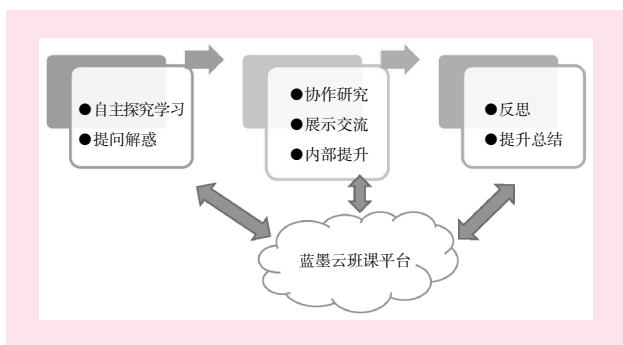 ●自主探究学习
●提问解惑
●协作研究
●展示交流
●内部提升
●反思
●提升总结
蓝墨云班课平台